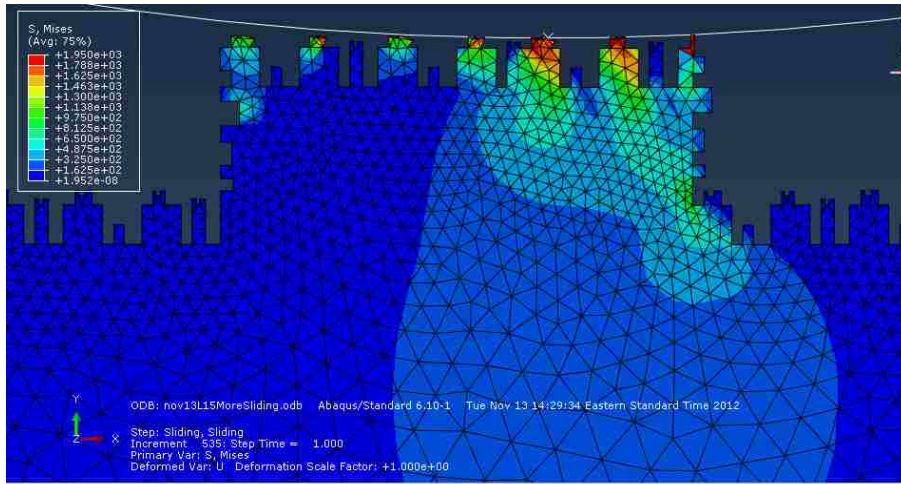 S, Mises
(Avg: 75%)
+1.950e+03
+1.788e+03
+1.625e+03
+1.463e+03
+1.300e+03
+1.138e+03
+9.750e+02
+8.125e+02
+6.500e+02
+4.875e+02
+3.250e+02
+1.625e+02
+1.952e-08
Y
Z
X
ODB: nov13L15MoreSliding.odb Abaqus/Standard 6.10-1 Tue Nov 13 14:29:34 Eastern Standard Time 2012
Step: Sliding, Sliding
Increment 535: Step Time = 1.000
Primary Var: S, Mises
Deformed Var: U Deformation Scale Factor: +1.000e+00